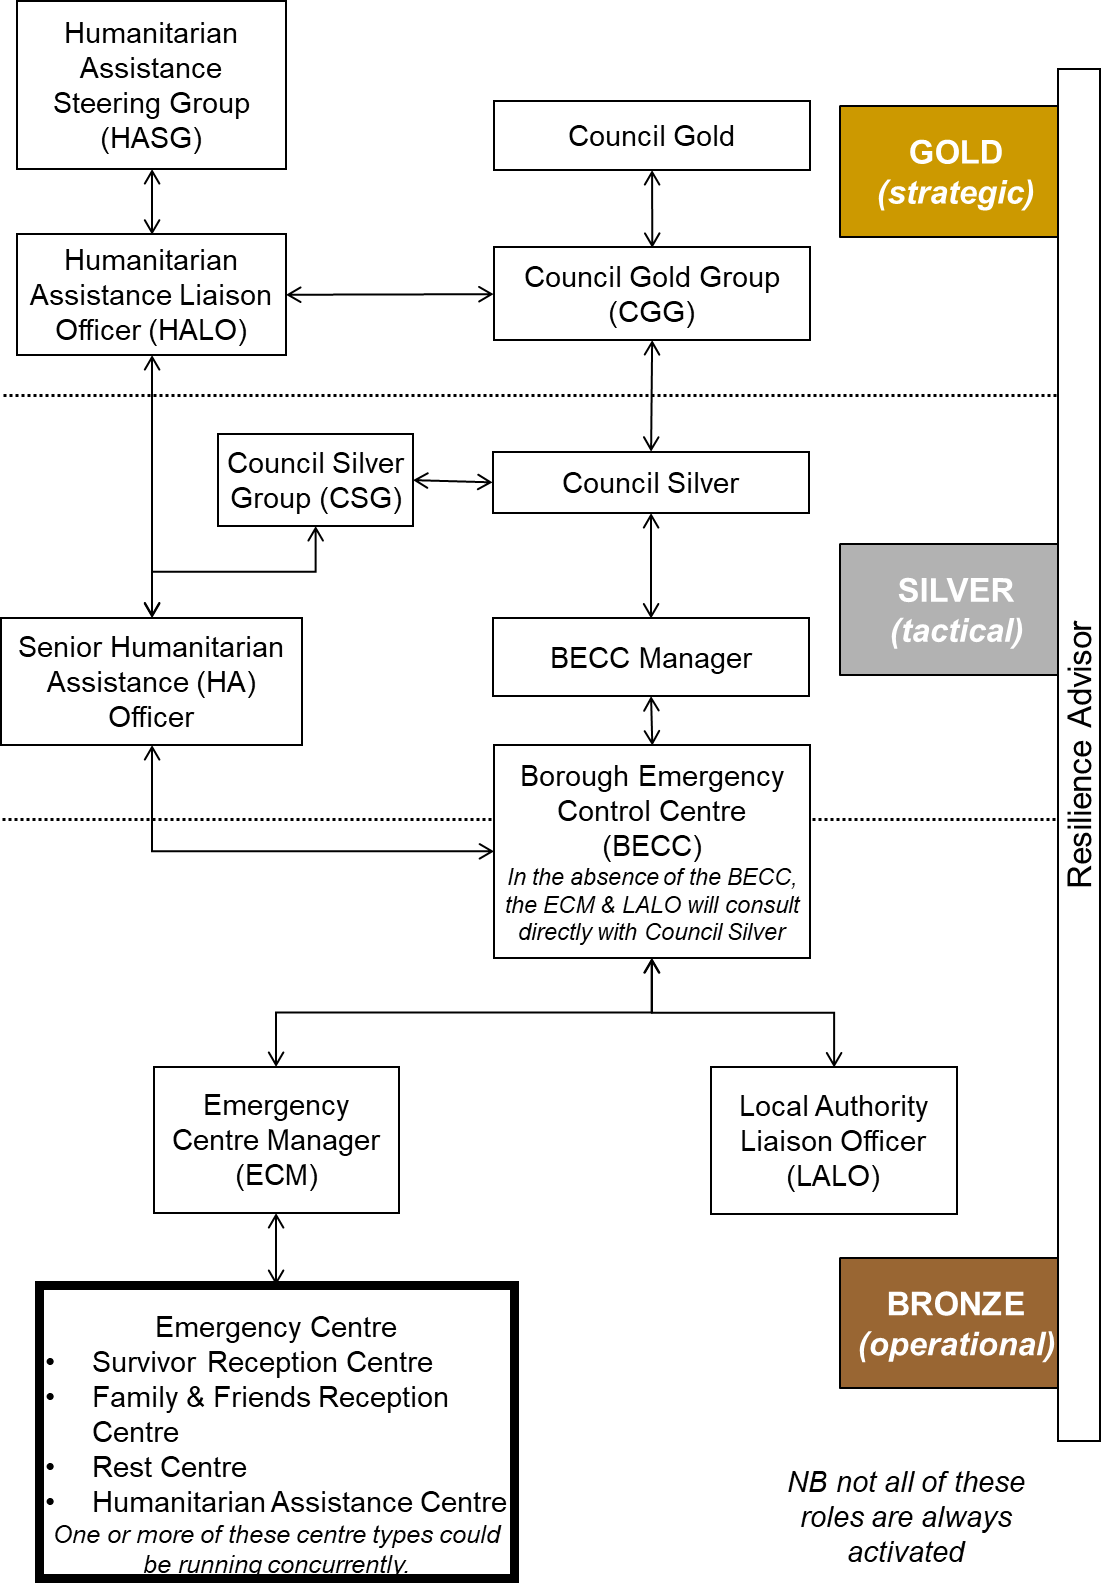 Humanitarian
Assistance
Steering Group
(HASG)
Council Gold
GOLD
(strategic)
Humanitarian
Assistance Liaison
Officer (HALO)
Council Gold Group
(CGG)
Council Silver
Group (CSG)
Council Silver
SILVER
(tactical)
Senior Humanitarian
Assistance (HA)
Officer
BECC Manager
Resilience Advisor
Borough Emergency
Control Centre
(BECC)
In the absence of the BECC,
the ECM & LALO will consult
directly with Council Silver
Emergency
Centre Manager
(ECM)
Local Authority
Liaison Officer
(LALO)
BRONZE
(operational)
Emergency Centre
• Survivor Reception Centre
• Family & Friends Reception
Centre
• Rest Centre
• Humanitarian Assistance Centre
One or more of these centre types could
be running concurrently.
NB not all of these
roles are always
activated